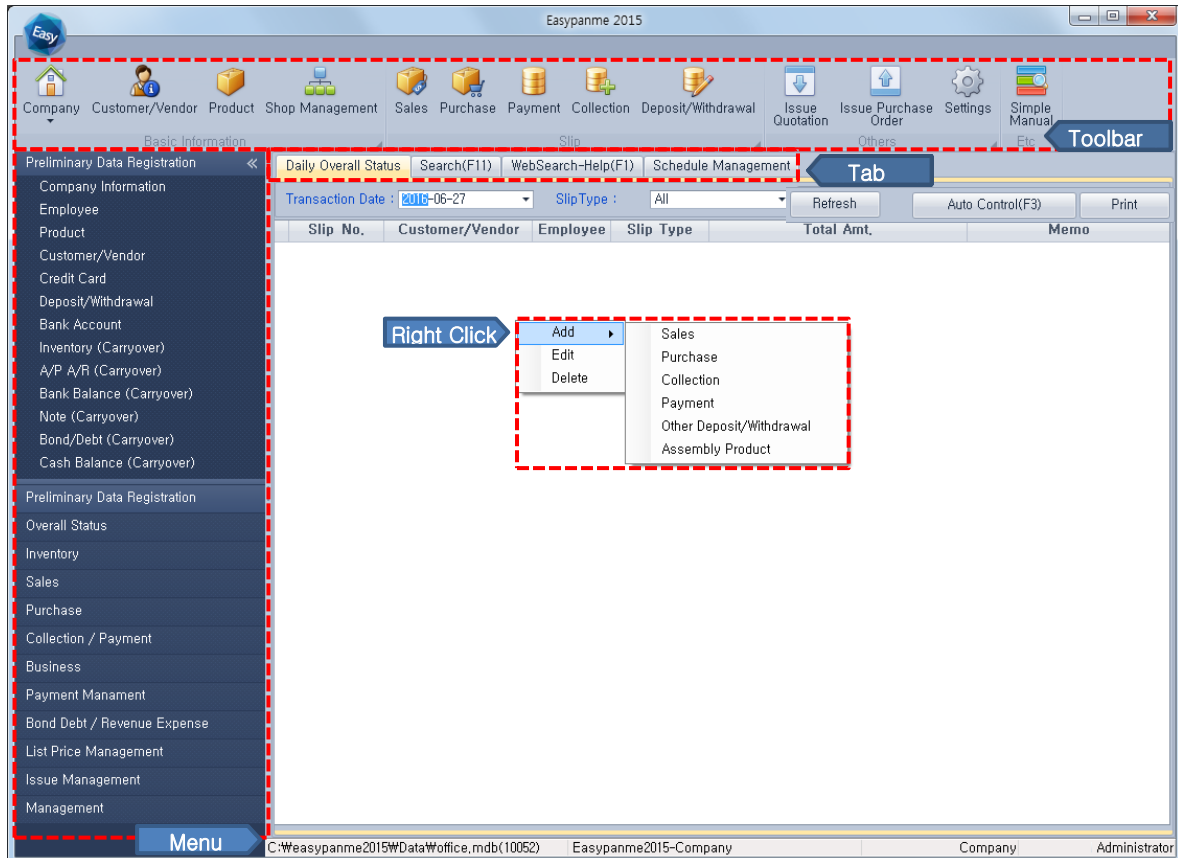 Easypanme 2015
Easy
Company Customer/Vendor Product Shop Management Sales Purchase Payment Collection Deposit/Withdrawal Issue Quotation Issue Purchase Order Settings Simple Manual
Basic Information Slip Others Etc
Toolbar
Preliminary Data Registration
Company Information
Employee
Product
Customer/Vendor
Credit Card
Deposit/Withdrawal
Bank Account
Inventory (Carryover)
A/P A/R (Carryover)
Bank Balance (Carryover)
Note (Carryover)
Bond/Debt (Carryover)
Cash Balance (Carryover)
Preliminary Data Registration
Overall Status
Inventory
Sales
Purchase
Collection / Payment
Business
Payment Manament
Bond Debt / Revenue Expense
List Price Management
Issue Management
Management
Menu
Daily Overall Status Search(F11) WebSearch-Help(F1) Schedule Management
Tab
Transaction Date : 2016-06-27 SlipType : All Refresh Auto Control(F3) Print
Slip No. Customer/Vendor Employee Slip Type Total Amt. Memo
Right Click
Add
Edit
Delete
Sales
Purchase
Collection
Payment
Other Deposit/Withdrawal
Assembly Product
C:₩easypanme2015₩Data₩office.mdb(10052) Easypanme2015-Company Company Administrator